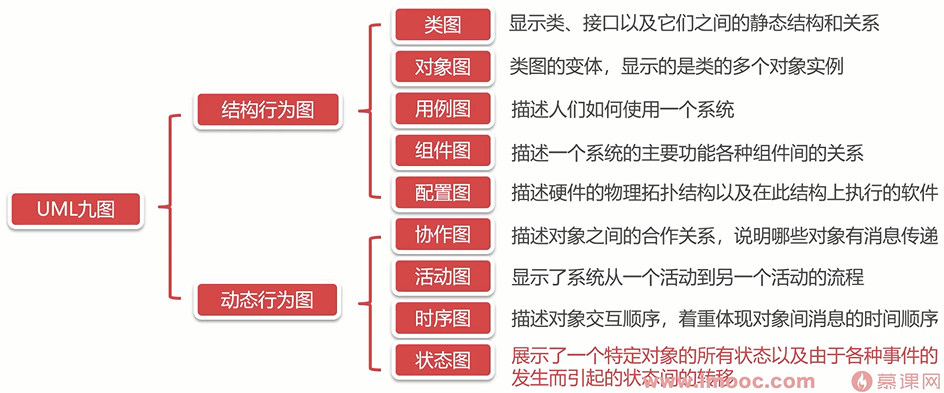 UML九图
结构行为图
类图
显示类、接口以及它们之间的静态结构和关系
对象图
类图的变体，显示的是类的多个对象实例
用例图
描述人们如何使用一个系统
组件图
描述一个系统的主要功能各种组件间的关系
配置图
描述硬件的物理拓扑结构以及在此结构上执行的软件
动态行为图
协作图
描述对象之间的合作关系，说明哪些对象有消息传递
活动图
显示了系统从一个活动到另一个活动的流程
时序图
描述对象交互顺序，着重体现对象间消息的时间顺序
状态图
展示了一个特定对象的所有状态以及由于各种事件的
发生而引起的状态间的转移
www.imooc.com
慕课网